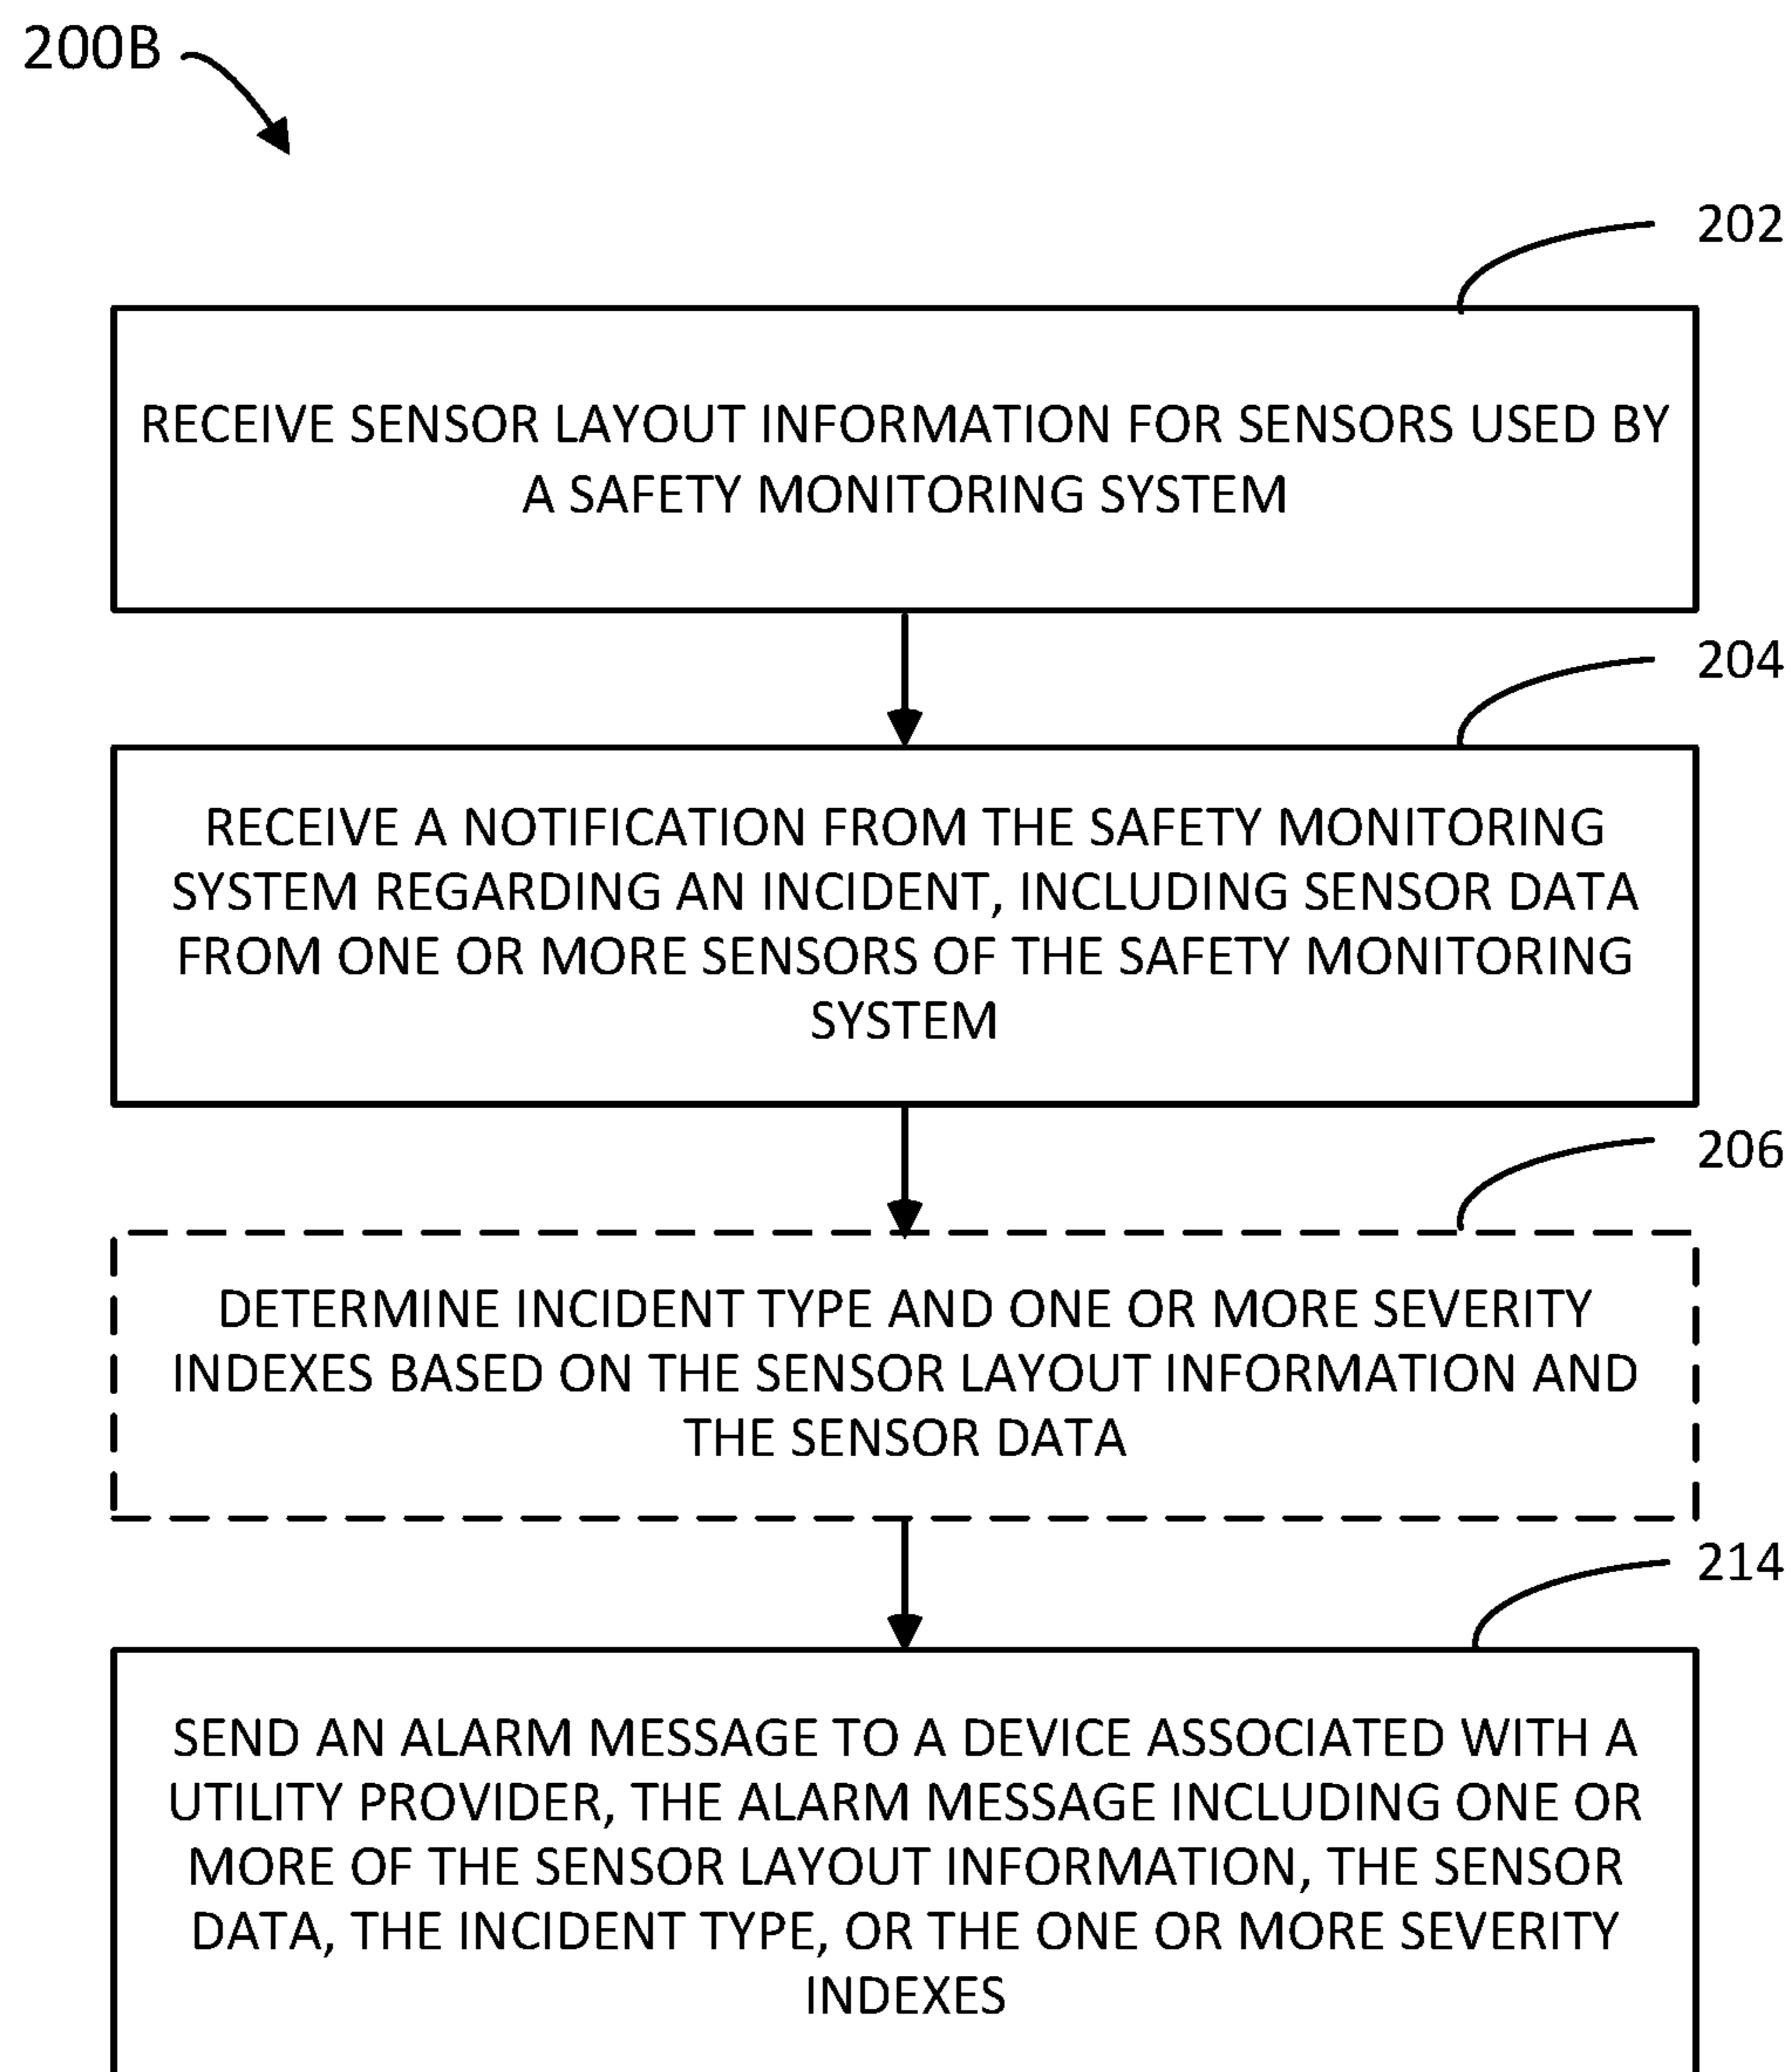 200B
202
RECEIVE SENSOR LAYOUT INFORMATION FOR SENSORS USED BY
A SAFETY MONITORING SYSTEM
204
RECEIVE A NOTIFICATION FROM THE SAFETY MONITORING
SYSTEM REGARDING AN INCIDENT, INCLUDING SENSOR DATA
FROM ONE OR MORE SENSORS OF THE SAFETY MONITORING
SYSTEM
206
DETERMINE INCIDENT TYPE AND ONE OR MORE SEVERITY
INDEXES BASED ON THE SENSOR LAYOUT INFORMATION AND
THE SENSOR DATA
214
SEND AN ALARM MESSAGE TO A DEVICE ASSOCIATED WITH A
UTILITY PROVIDER, THE ALARM MESSAGE INCLUDING ONE OR
MORE OF THE SENSOR LAYOUT INFORMATION, THE SENSOR
DATA, THE INCIDENT TYPE, OR THE ONE OR MORE SEVERITY
INDEXES